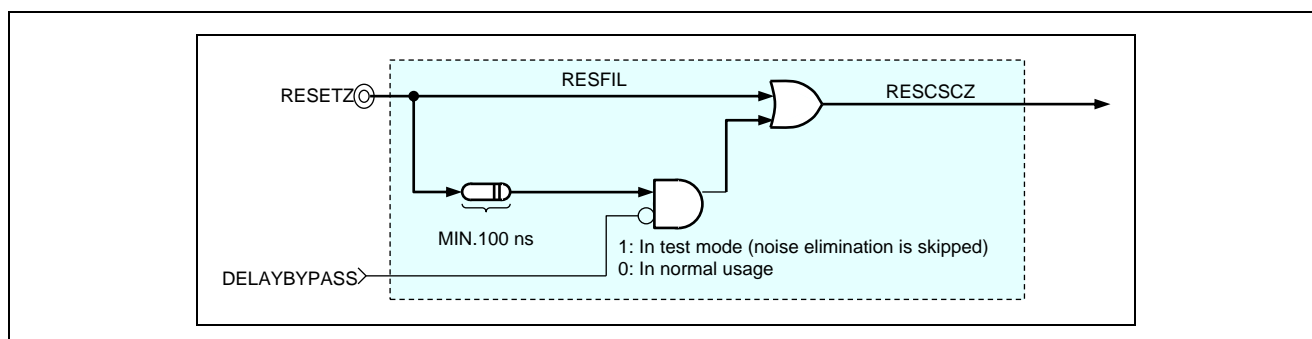 RESFIL
RESETZ
RESCSCZ
MIN.100 ns
1: In test mode (noise elimination is skipped)
0: In normal usage
DELAYBYPASS